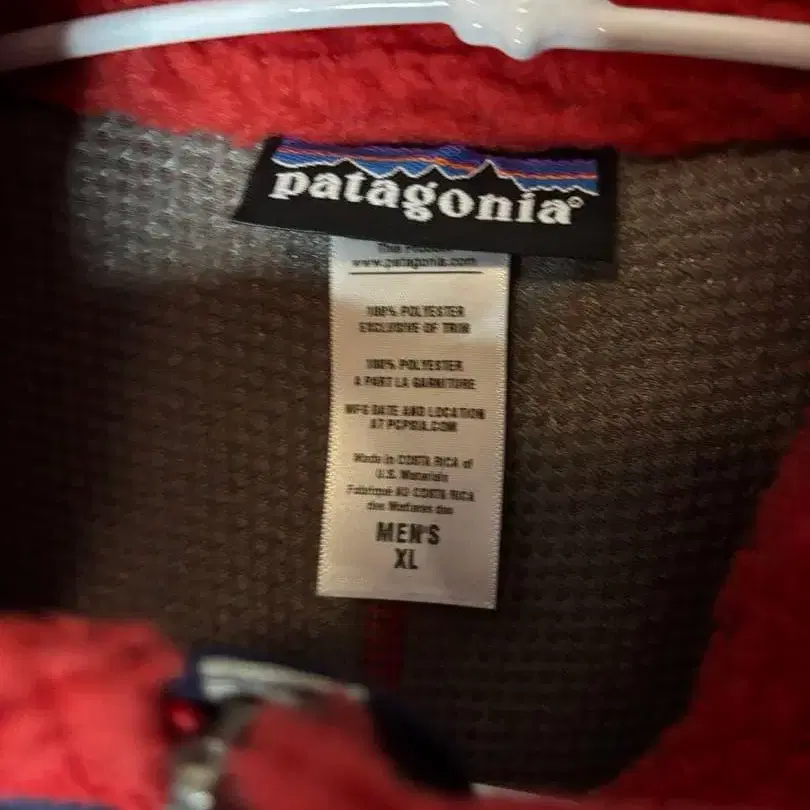 patagonia®
www.patagonia.com
100% POLYESTER
EXCLUSIVE OF TRIM
100% POLYESTER
A PART LA GARNITURE
MFG DATE AND LOCATION
AT PCPSIA.COM
Made in COSTA RICA of
U.S. Materials
Fabriqué AU COSTA RICA
des Matières des
MEN'S
XL